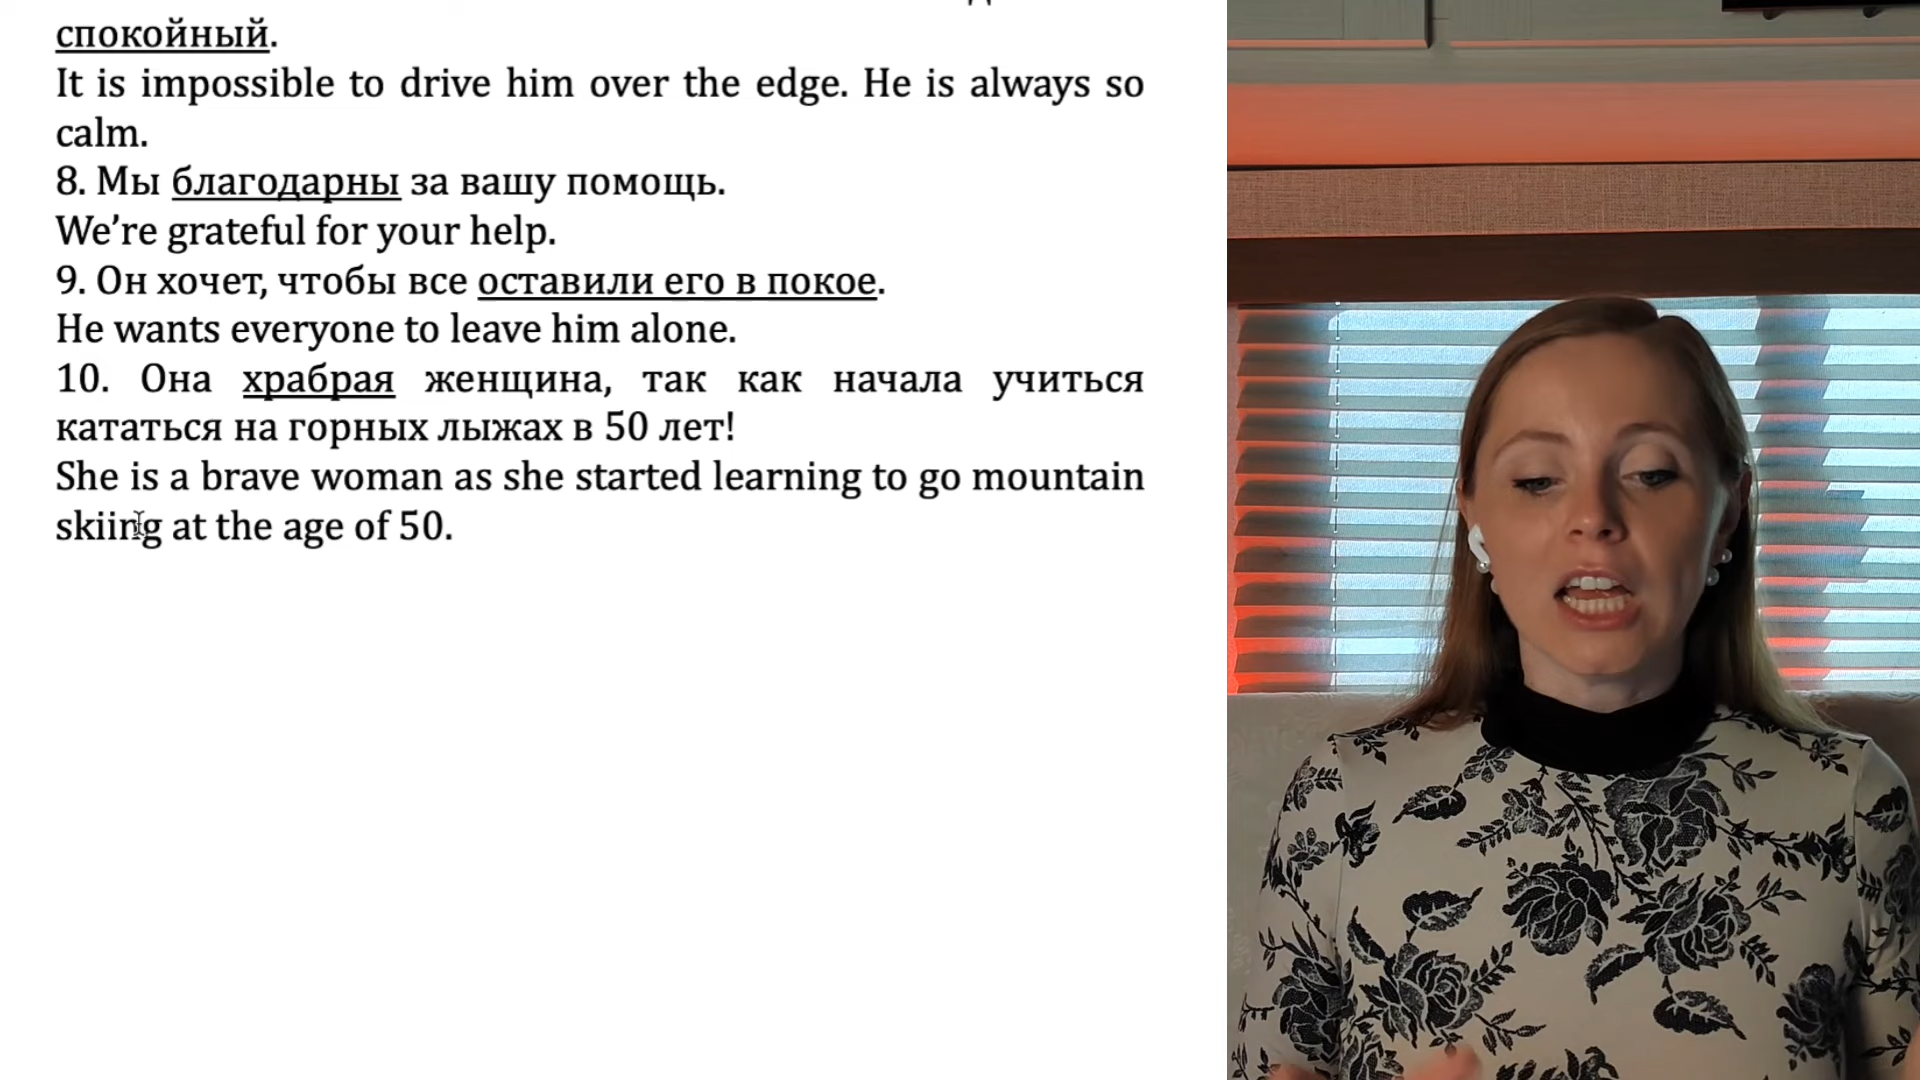 спокойный.
It is impossible to drive him over the edge. He is always so
calm.
8. Мы благодарны за вашу помощь.
We’re grateful for your help.
9. Он хочет, чтобы все оставили его в покое.
He wants everyone to leave him alone.
10. Она храбрая женщина, так как начала учиться
кататься на горных лыжах в 50 лет!
She is a brave woman as she started learning to go mountain
skiing at the age of 50.